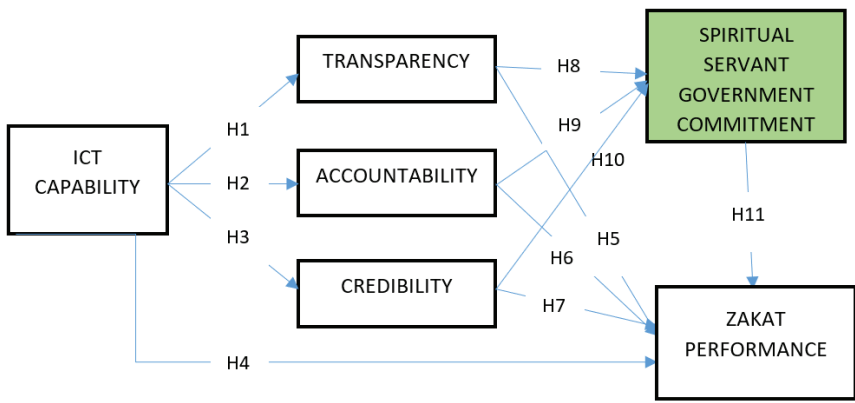 SPIRITUAL
SERVANT
GOVERNMENT
COMMITMENT
TRANSPARENCY
H8
H1
H9
ICT
CAPABILITY
H2
ACCOUNTABILITY
H10
H3
H5
H6
H11
CREDIBILITY
H7
ZAKAT
PERFORMANCE
H4